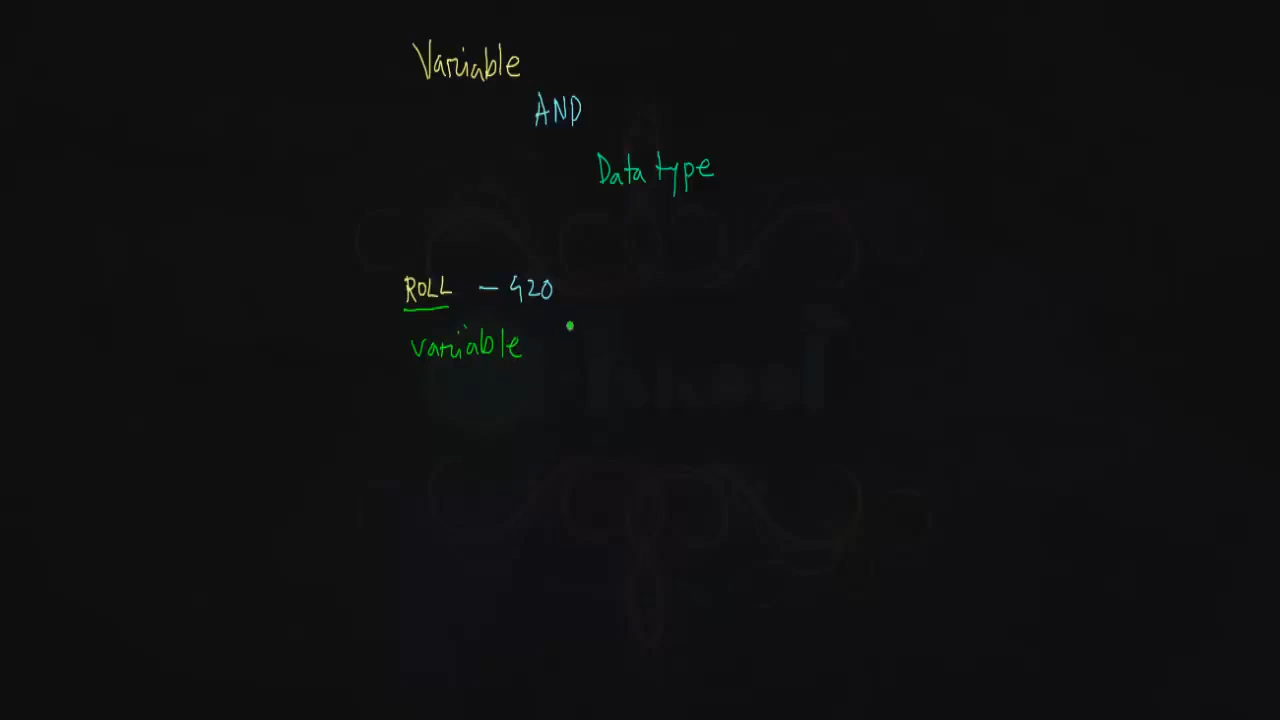 Variable
AND
Data type
ROLL - 420
variable